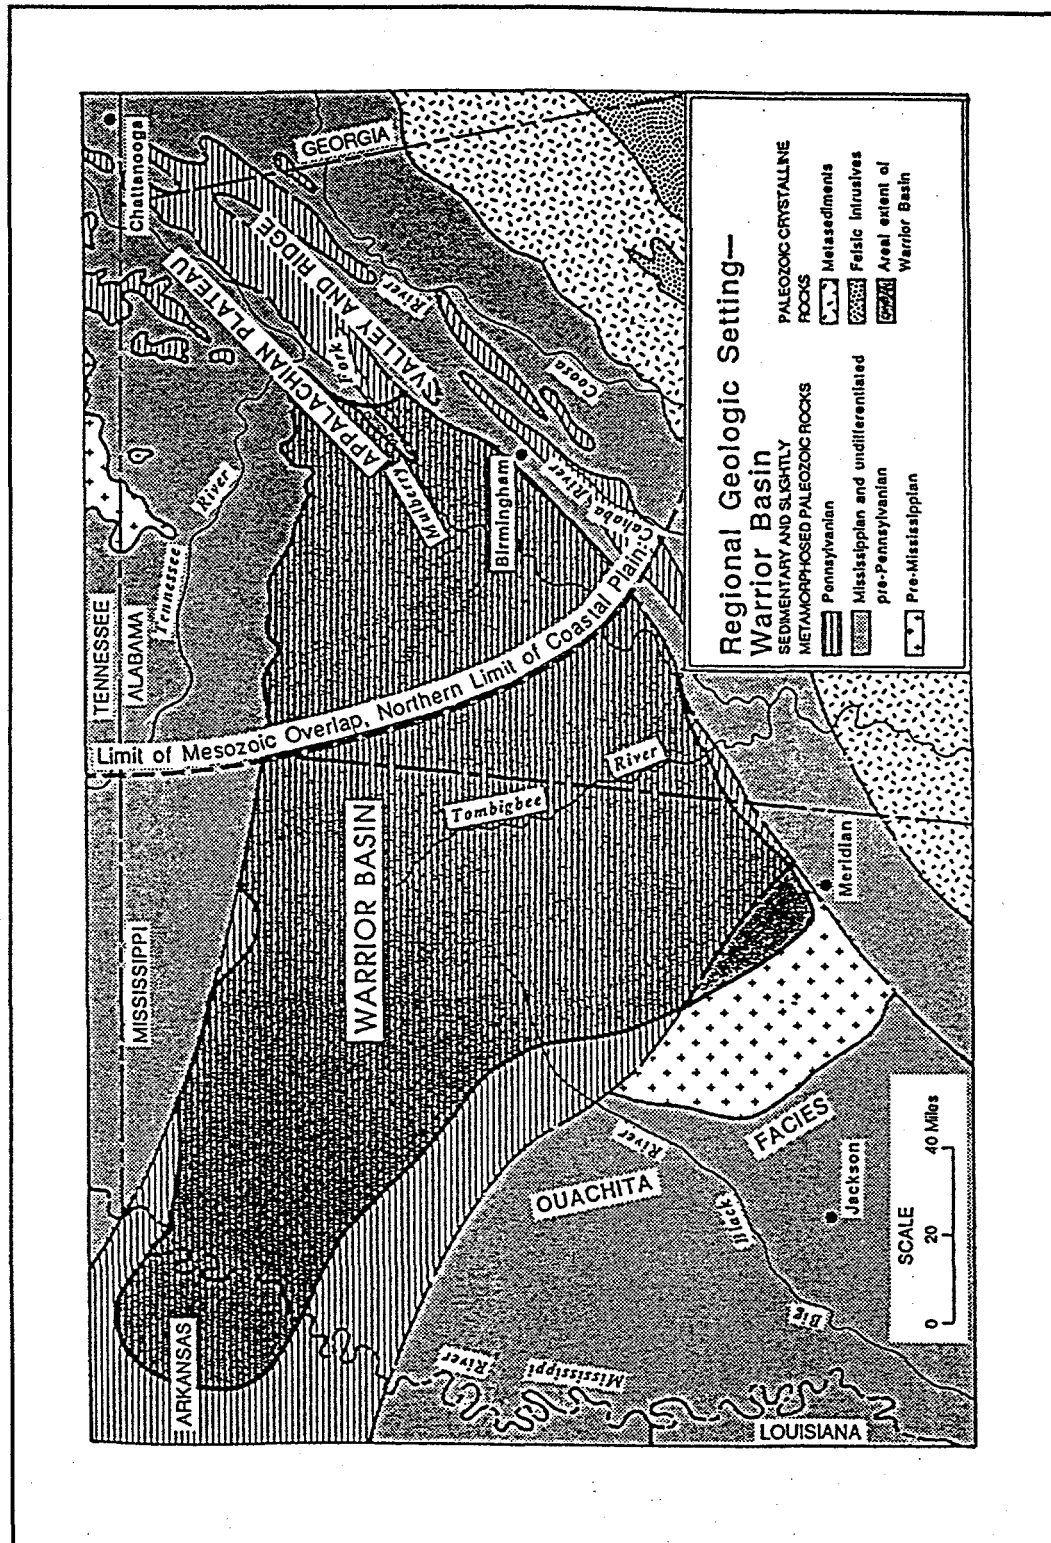 Chattanooga
GEORGIA
TENNESSEE
ALABAMA
Tennessee
River
APPALACHIAN PLATEAU
VALLEY AND RIDGE
River
Coosa
Mulberry
Fork
Birmingham
Cahaba
River
Limit of Mesozoic Overlap, Northern Limit of Coastal Plain
MISSISSIPPI
WARRIOR BASIN
Tombigbee
River
Meridian
ARKANSAS
OUACHITA
FACIES
River
Black
Big
Jackson
Mississippi
River
LOUISIANA
SCALE
0 20 40 Miles
Regional Geologic Setting—
Warrior Basin
SEDIMENTARY AND SLIGHTLY
METAMORPHOSED PALEOZOIC ROCKS
Ponnsylvanian
Mississippian and undifferentiated
pre-Pennsylvanian
Pre-Mississippian
PALEOZOIC CRYSTALLINE
ROCKS
Metasediments
Felsic intrusives
Areal extent of
Warrior Basin